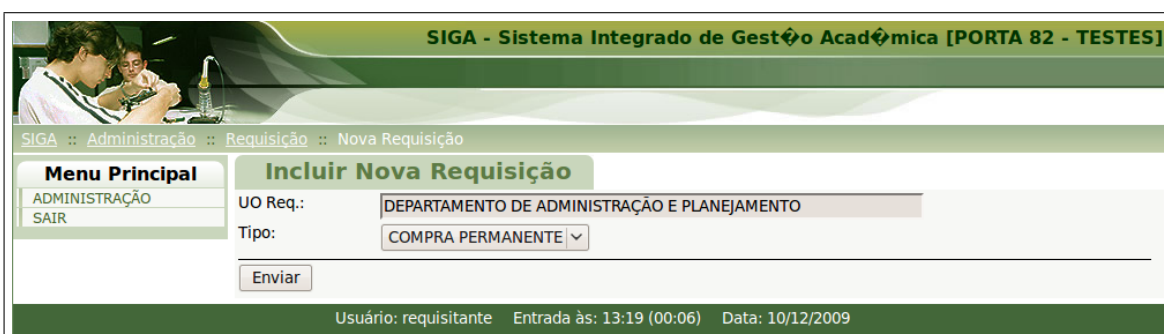 SIGA - Sistema Integrado de Gest�o Acad�mica [PORTA 82 - TESTES]
SIGA :: Administração :: Requisição :: Nova Requisição
Menu Principal
ADMINISTRAÇÃO
SAIR
Incluir Nova Requisição
UO Req.: DEPARTAMENTO DE ADMINISTRAÇÃO E PLANEJAMENTO
Tipo: COMPRA PERMANENTE
Enviar
Usuário: requisitante Entrada às: 13:19 (00:06) Data: 10/12/2009